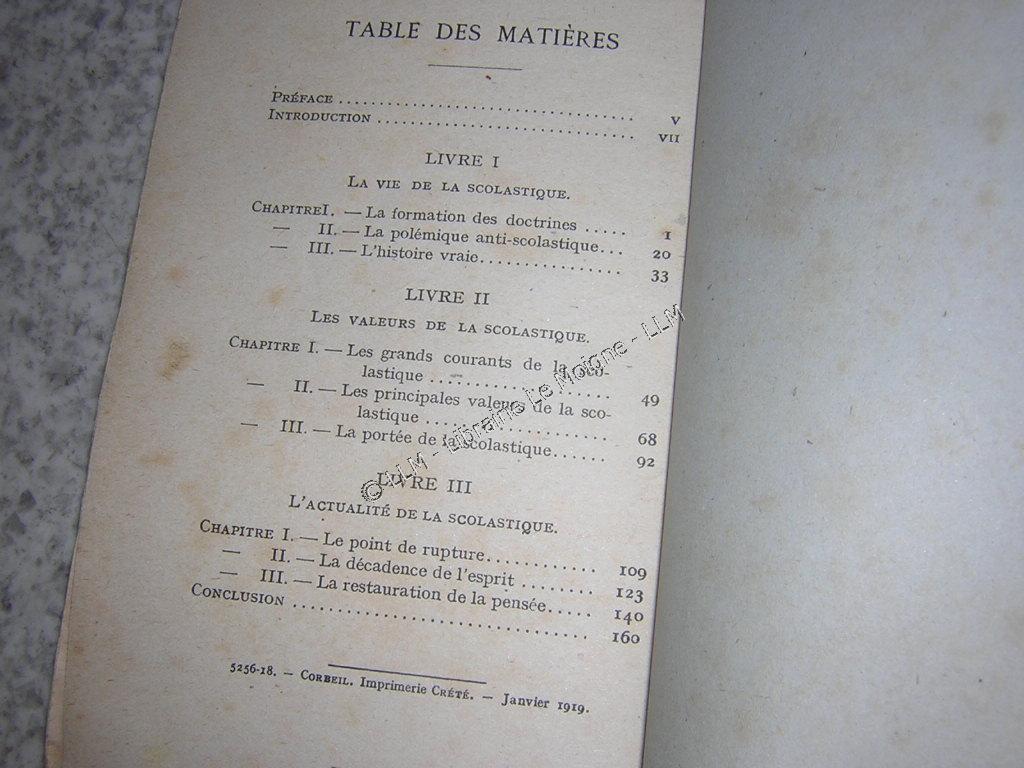 TABLE DES MATIÈRES
PRÉFACE .................................. V
INTRODUCTION .............................. VII
LIVRE I
LA VIE DE LA SCOLASTIQUE.
CHAPITRE I. — La formation des doctrines ..... 1
— II. — La polémique anti-scolastique... 20
— III. — L'histoire vraie................ 33
LIVRE II
LES VALEURS DE LA SCOLASTIQUE.
CHAPITRE I. — Les grands courants de la sco-
lastique .................... 49
— II. — Les principales valeurs de la sco-
lastique .................... 68
— III. — La portée de la scolastique...... 92
LIVRE III
L'ACTUALITÉ DE LA SCOLASTIQUE.
CHAPITRE I. — Le point de rupture............ 109
— II. — La décadence de l'esprit ........ 123
— III. — La restauration de la pensée..... 140
CONCLUSION .................................. 160
5256-18. — CORBEIL. Imprimerie CRÉTÉ. — Janvier 1919.
© LLM - Librairie Le Moigne - LLM